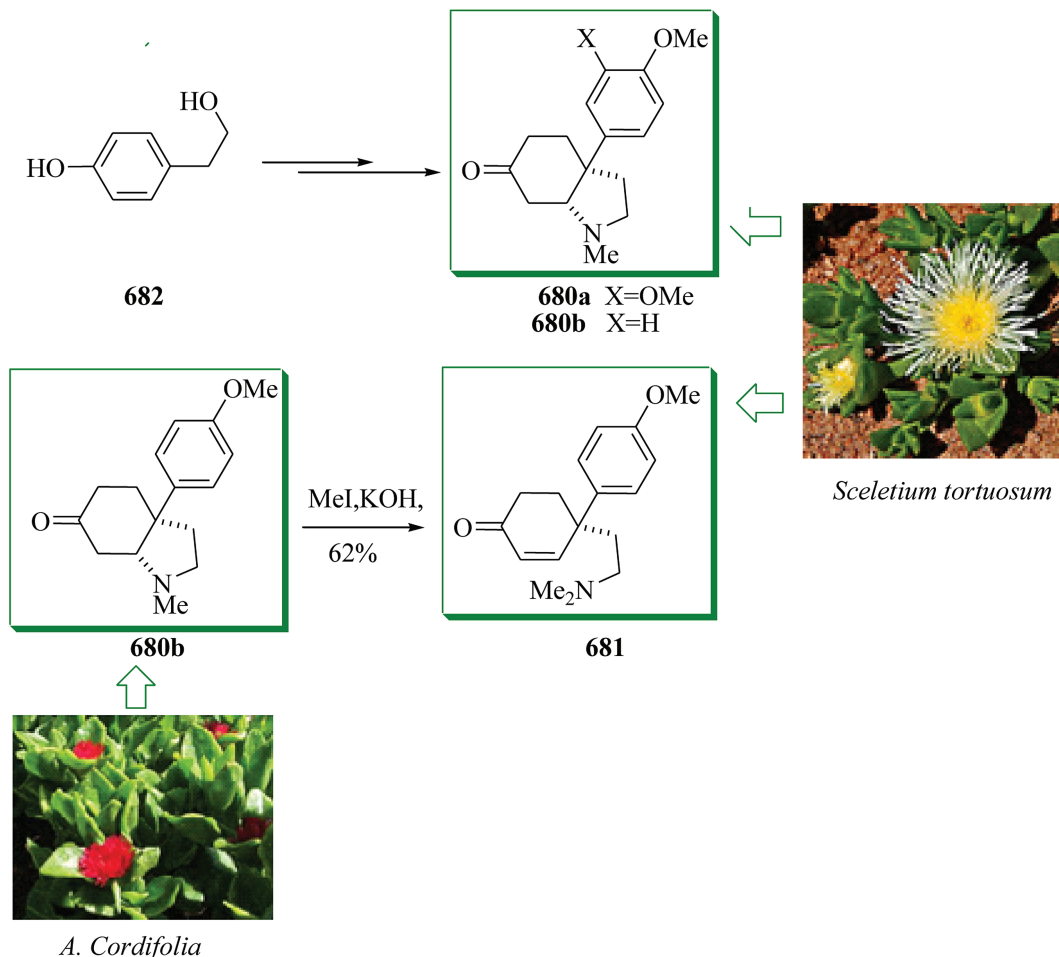 X
OMe
HO
HO
O
N
Me
682
680a X=OMe
680b X=H
OMe
O
N
Me
MeI,KOH,
62%
OMe
O
Me2N
Sceletium tortuosum
680b
681
A. Cordifolia